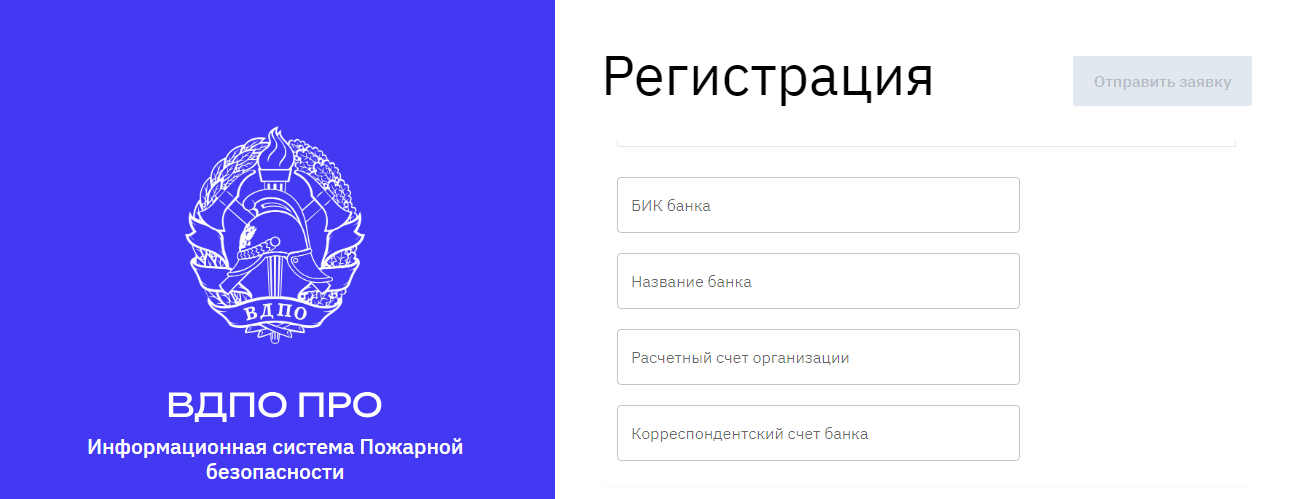 ВДПО
ВДПО ПРО
Информационная система Пожарной
безопасности
Регистрация
Отправить заявку
БИК банка
Название банка
Расчетный счет организации
Корреспондентский счет банка